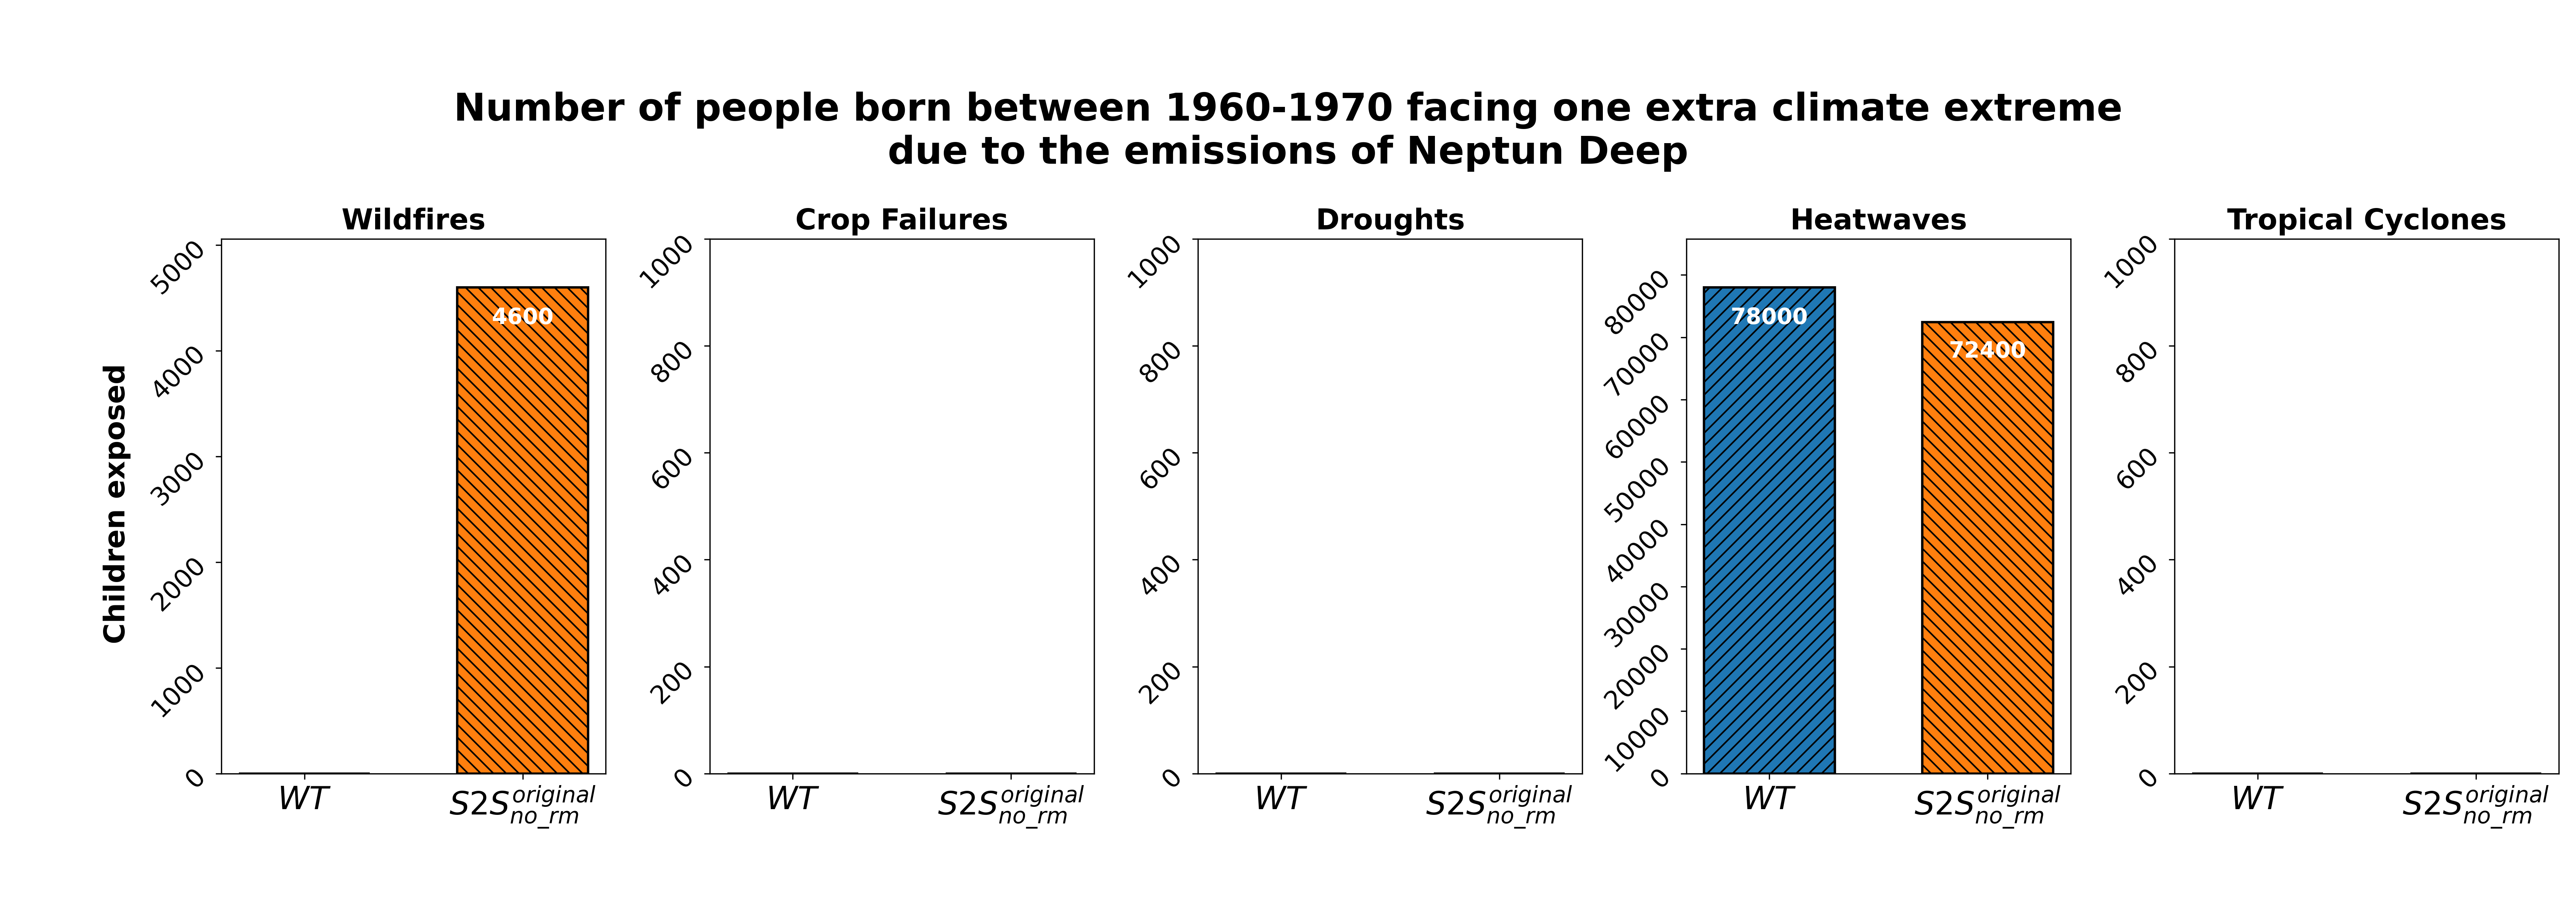 Number of people born between 1960-1970 facing one extra climate extreme
due to the emissions of Neptun Deep
Wildfires
Children exposed
5000
4000
3000
2000
1000
0
4600
WT
S2S original no_rm
Crop Failures
1000
800
600
400
200
0
WT
S2S original no_rm
Droughts
1000
800
600
400
200
0
WT
S2S original no_rm
Heatwaves
80000
70000
60000
50000
40000
30000
20000
10000
0
78000
72400
WT
S2S original no_rm
Tropical Cyclones
1000
800
600
400
200
0
WT
S2S original no_rm